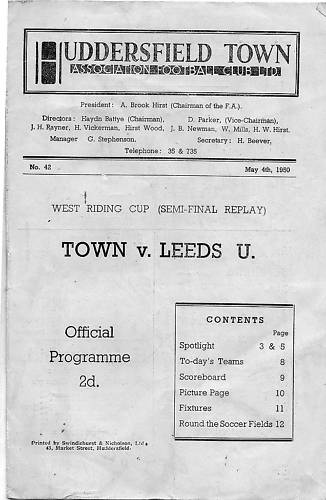 HUDDERSFIELD TOWN
ASSOCIATION FOOTBALL CLUB LTD.
President: A. Brook Hirst (Chairman of the F.A.).
Directors: Haydn Battye (Chairman), D. Parker, (Vice-Chairman),
J. H. Rayner, H. Vickerman, Hirst Wood, J. B. Newman, W. Mills, H. W. Hirst.
Manager G. Stephenson. Secretary: H. Beever,
Telephone: 35 & 735
No. 42 May 4th, 1950
WEST RIDING CUP (SEMI-FINAL REPLAY)
TOWN v. LEEDS U.
Official
Programme
2d.
CONTENTS
Page
Spotlight 3 & 5
To-day's Teams 8
Scoreboard 9
Picture Page 10
Fixtures 11
Round the Soccer Fields 12
Printed by Swindlehurst & Nicholson, Ltd.,
43, Market Street, Huddersfield.